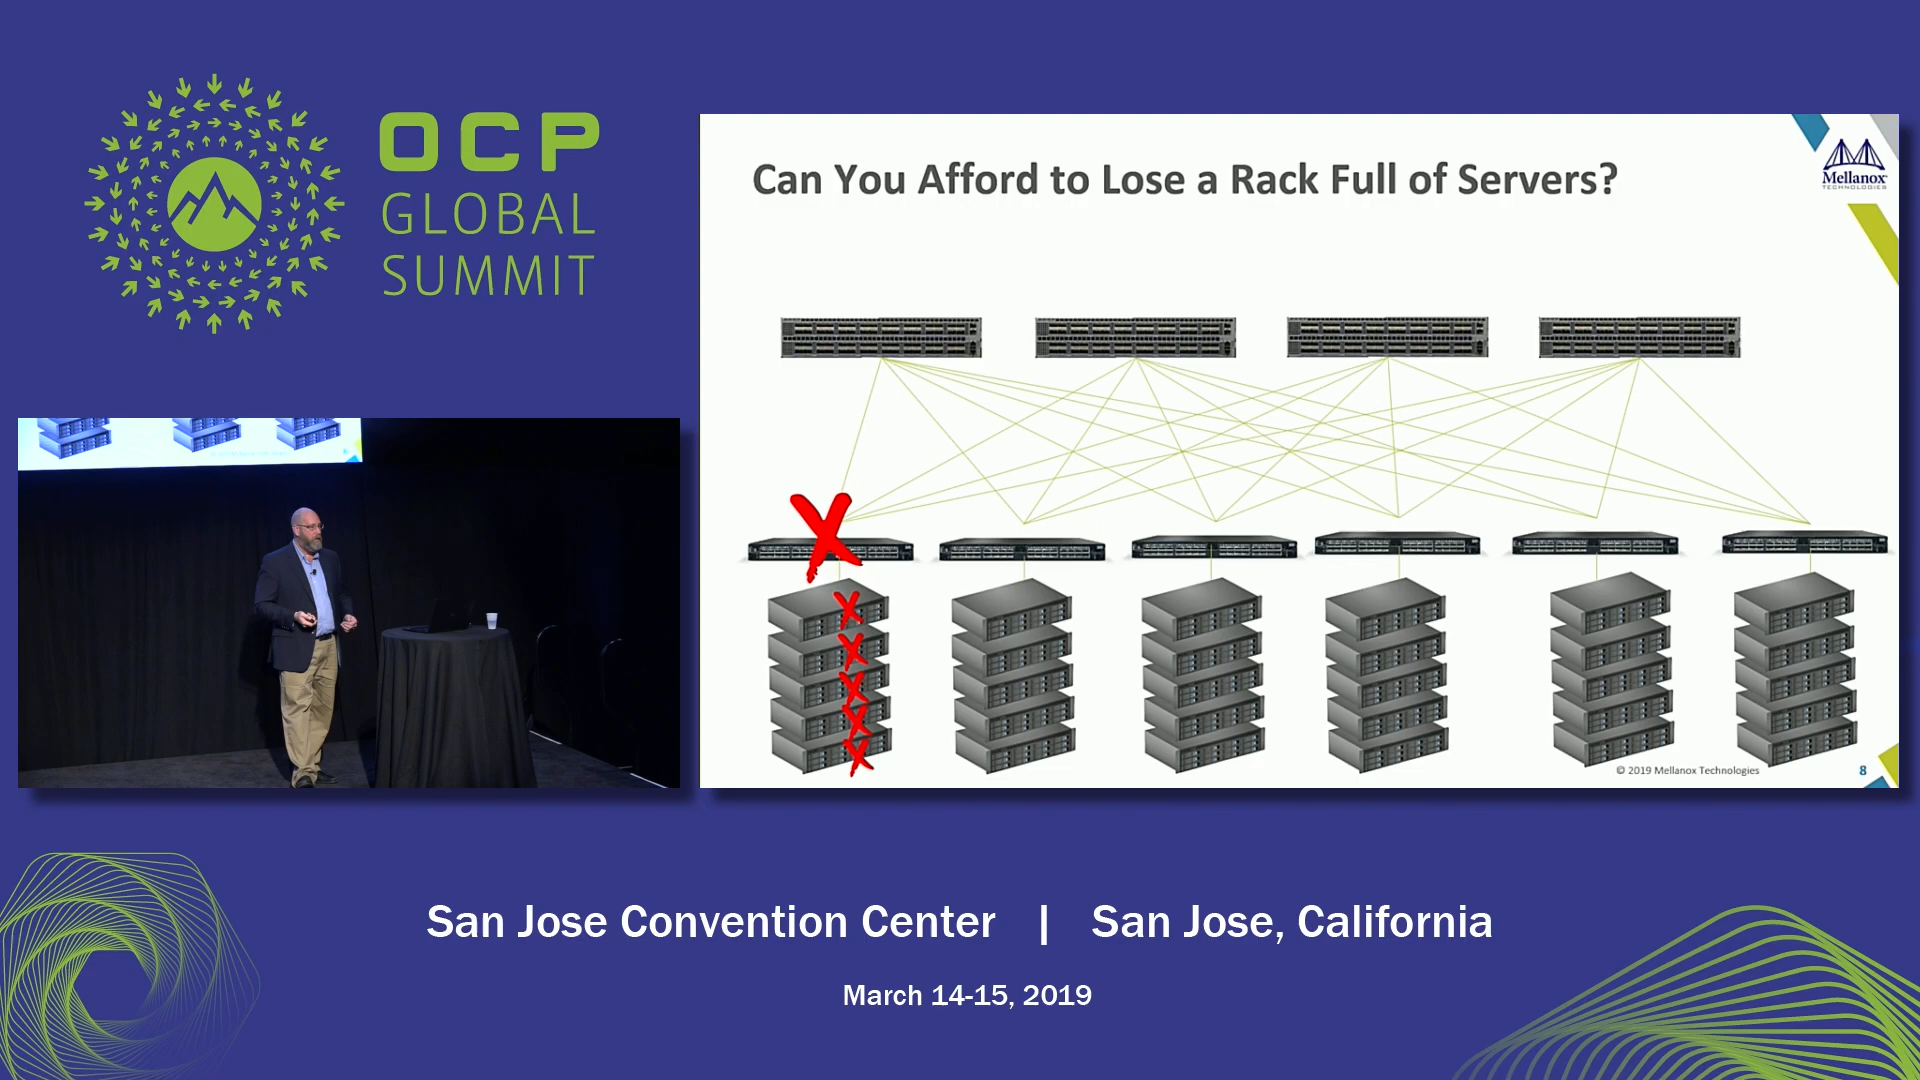 OCP
GLOBAL
SUMMIT
Can You Afford to Lose a Rack Full of Servers?
Mellanox
TECHNOLOGIES
© 2019 Mellanox Technologies
8
San Jose Convention Center | San Jose, California
March 14-15, 2019